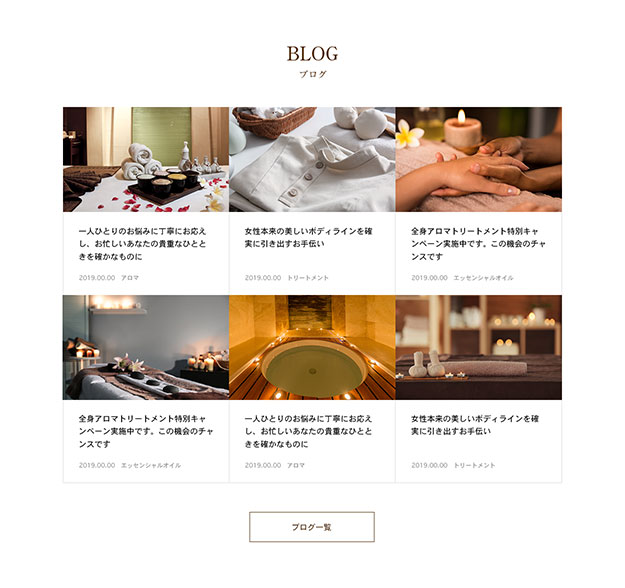 BLOG
ブログ
一人ひとりのお悩みに丁寧にお応え
し、お忙しいあなたの貴重なひとと
きを確かなものに
2019.00.00 アロマ
女性本来の美しいボディラインを確
実に引き出すお手伝い
2019.00.00 トリートメント
全身アロマトリートメント特別キャ
ンペーン実施中です。この機会のチャ
ンスです
2019.00.00 エッセンシャルオイル
全身アロマトリートメント特別キャ
ンペーン実施中です。この機会のチャ
ンスです
2019.00.00 エッセンシャルオイル
一人ひとりのお悩みに丁寧にお応え
し、お忙しいあなたの貴重なひとと
きを確かなものに
2019.00.00 アロマ
女性本来の美しいボディラインを確
実に引き出すお手伝い
2019.00.00 トリートメント
ブログ一覧